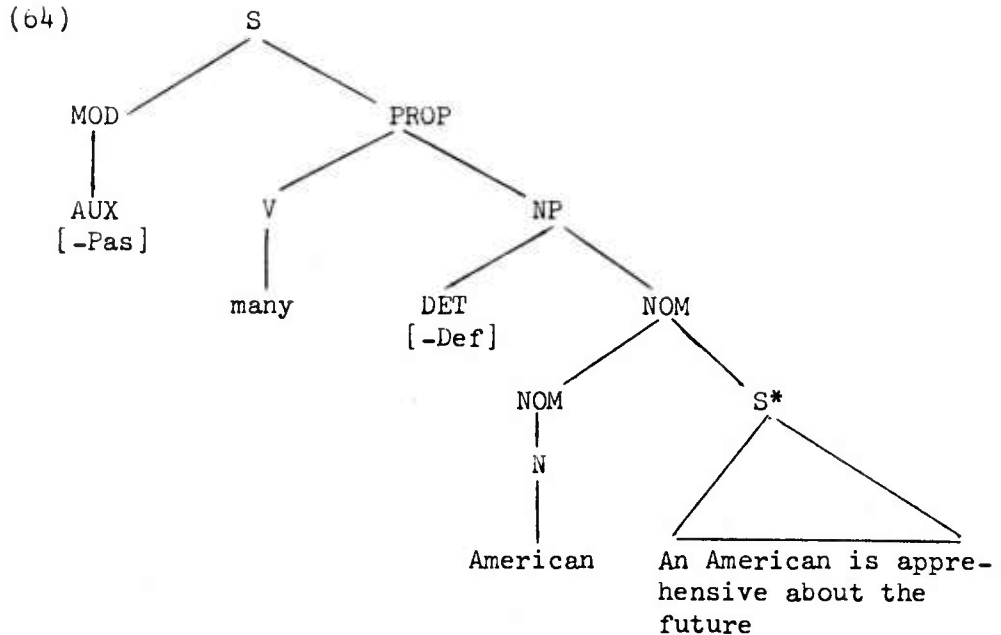 (64)
S
MOD PROP
AUX V NP
[-Pas]
many DET NOM
[-Def]
NOM S*
N
American An American is appre-
hensive about the
future